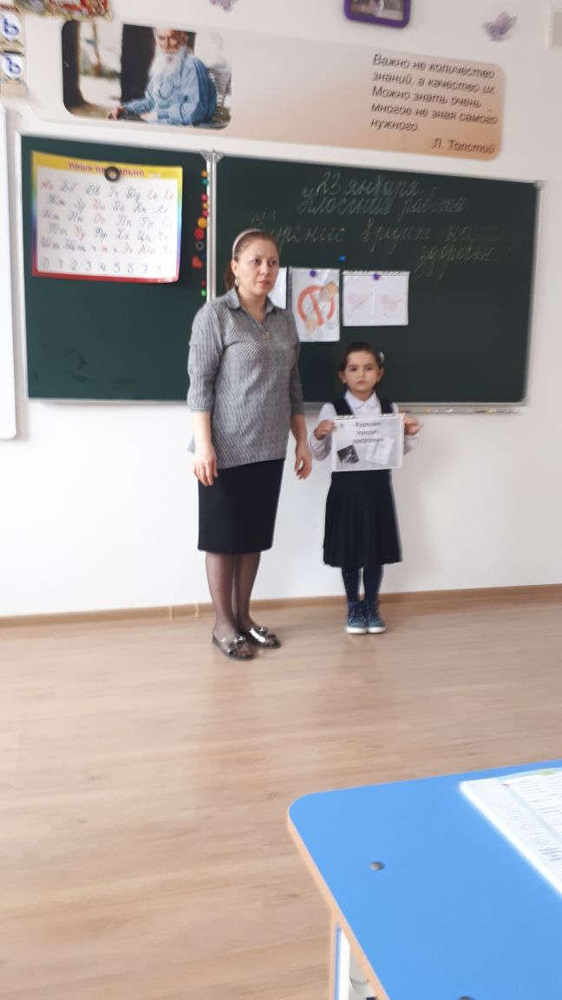 Ъ
Ъ
Важно не количество
знаний, а качество их.
Можно знать очень
многое не зная самого
нужного.
Л. Толстой
пиши правильно
Аа Бб Вв Гг Дд Ее Ёё
Жж Зз Ии Йй Кк Лл
Мм Нн Оо Пп Рр Сс
Тт Уу Фф Хх Цц Чч
Шш Щщ ъ ы ь Ээ Юю Яя
0 1 2 3 4 5 6 7 8
23 января.
Классная работа
Курение вредит
здоровью
Курение
вредит
здоровью